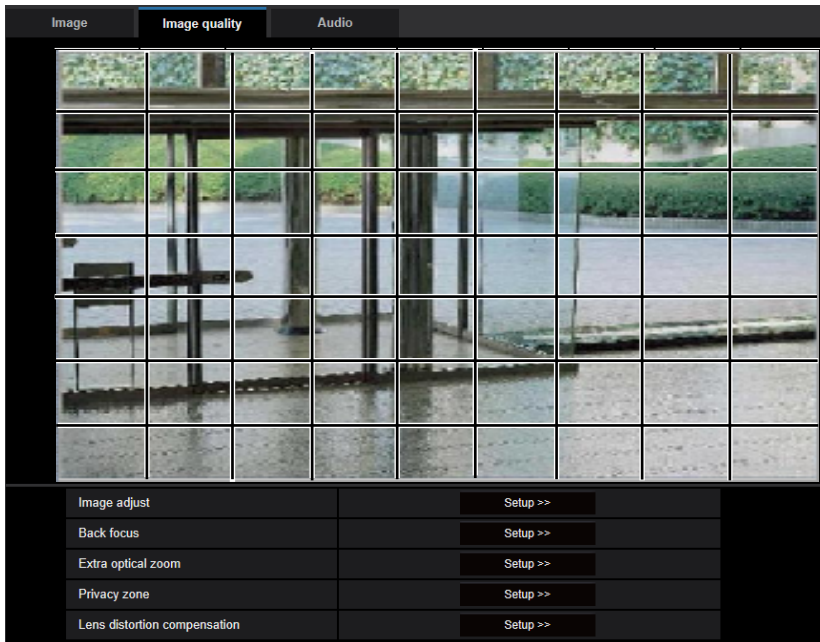 Image Image quality Audio
Image adjust Setup >>
Back focus Setup >>
Extra optical zoom Setup >>
Privacy zone Setup >>
Lens distortion compensation Setup >>